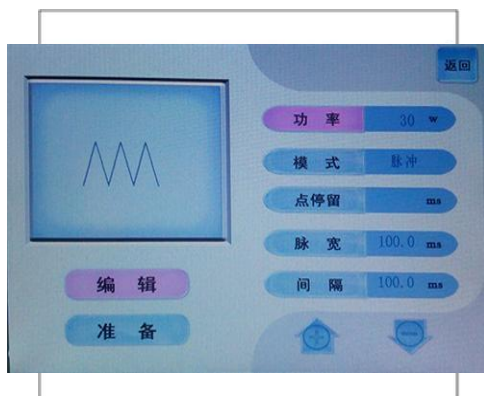 返回
功率 30 w
模式 脉冲
点停留 ms
脉宽 100.0 ms
间隔 100.0 ms
编辑
准备